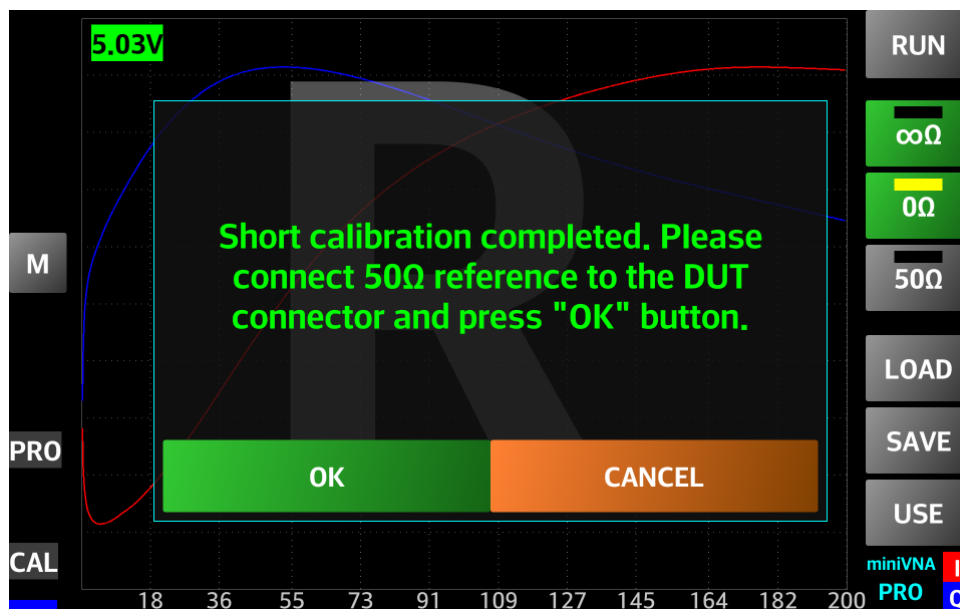 5.03V
RUN
∞Ω
0Ω
50Ω
M
Short calibration completed. Please
connect 50Ω reference to the DUT
connector and press "OK" button.
LOAD
PRO
SAVE
OK
CANCEL
USE
CAL
miniVNA
PRO
18 36 55 73 91 109 127 145 164 182 200
R